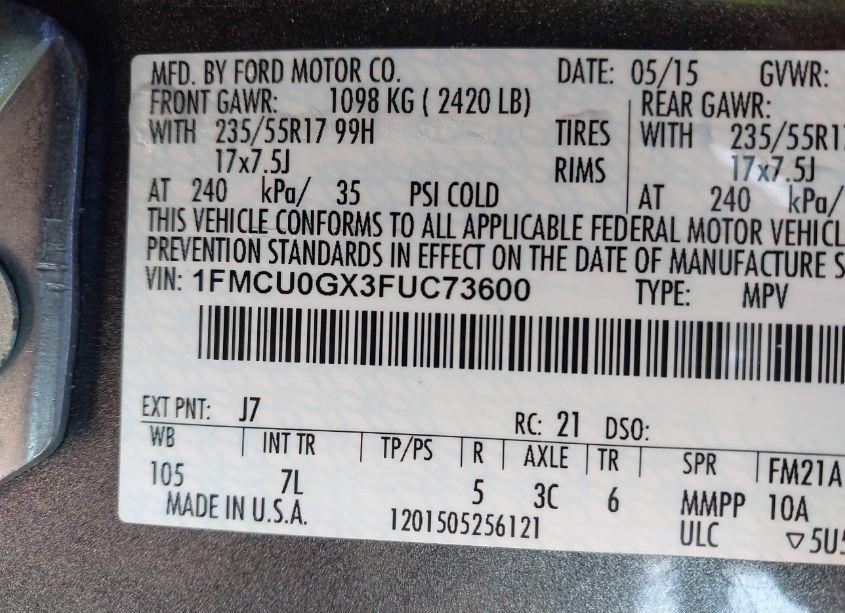 MFD. BY FORD MOTOR CO. DATE: 05/15 GVWR:
FRONT GAWR: 1098 KG ( 2420 LB) REAR GAWR:
WITH 235/55R17 99H TIRES WITH 235/55R17
17x7.5J RIMS 17x7.5J
AT 240 kPa/ 35 PSI COLD AT 240 kPa/
THIS VEHICLE CONFORMS TO ALL APPLICABLE FEDERAL MOTOR VEHICL
PREVENTION STANDARDS IN EFFECT ON THE DATE OF MANUFACTURE S
VIN: 1FMCU0GX3FUC73600 TYPE: MPV
EXT PNT: J7 RC: 21 DSO:
WB INT TR TP/PS R AXLE TR SPR FM21A
105 7L 5 3C 6 MMPP 10A
MADE IN U.S.A. 1201505256121 ULC ▽5U5